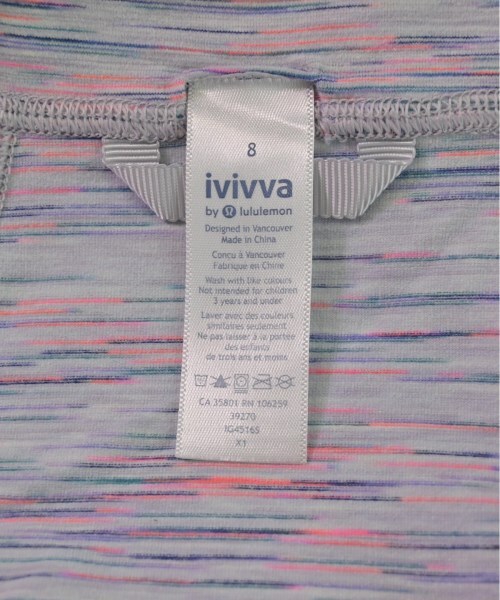 8
ivivva
by lululemon
Designed in Vancouver
Made in China
Conçu à Vancouver
Fabrique en Chine
Wash with like colours
Not intended for children
3 years and under
Laver avec des couleurs
similaires seulement
Ne pas laisser à la portée
des enfants
de trois ans et moins
CA 35801 RN 106259
39270
IG4516S
X1